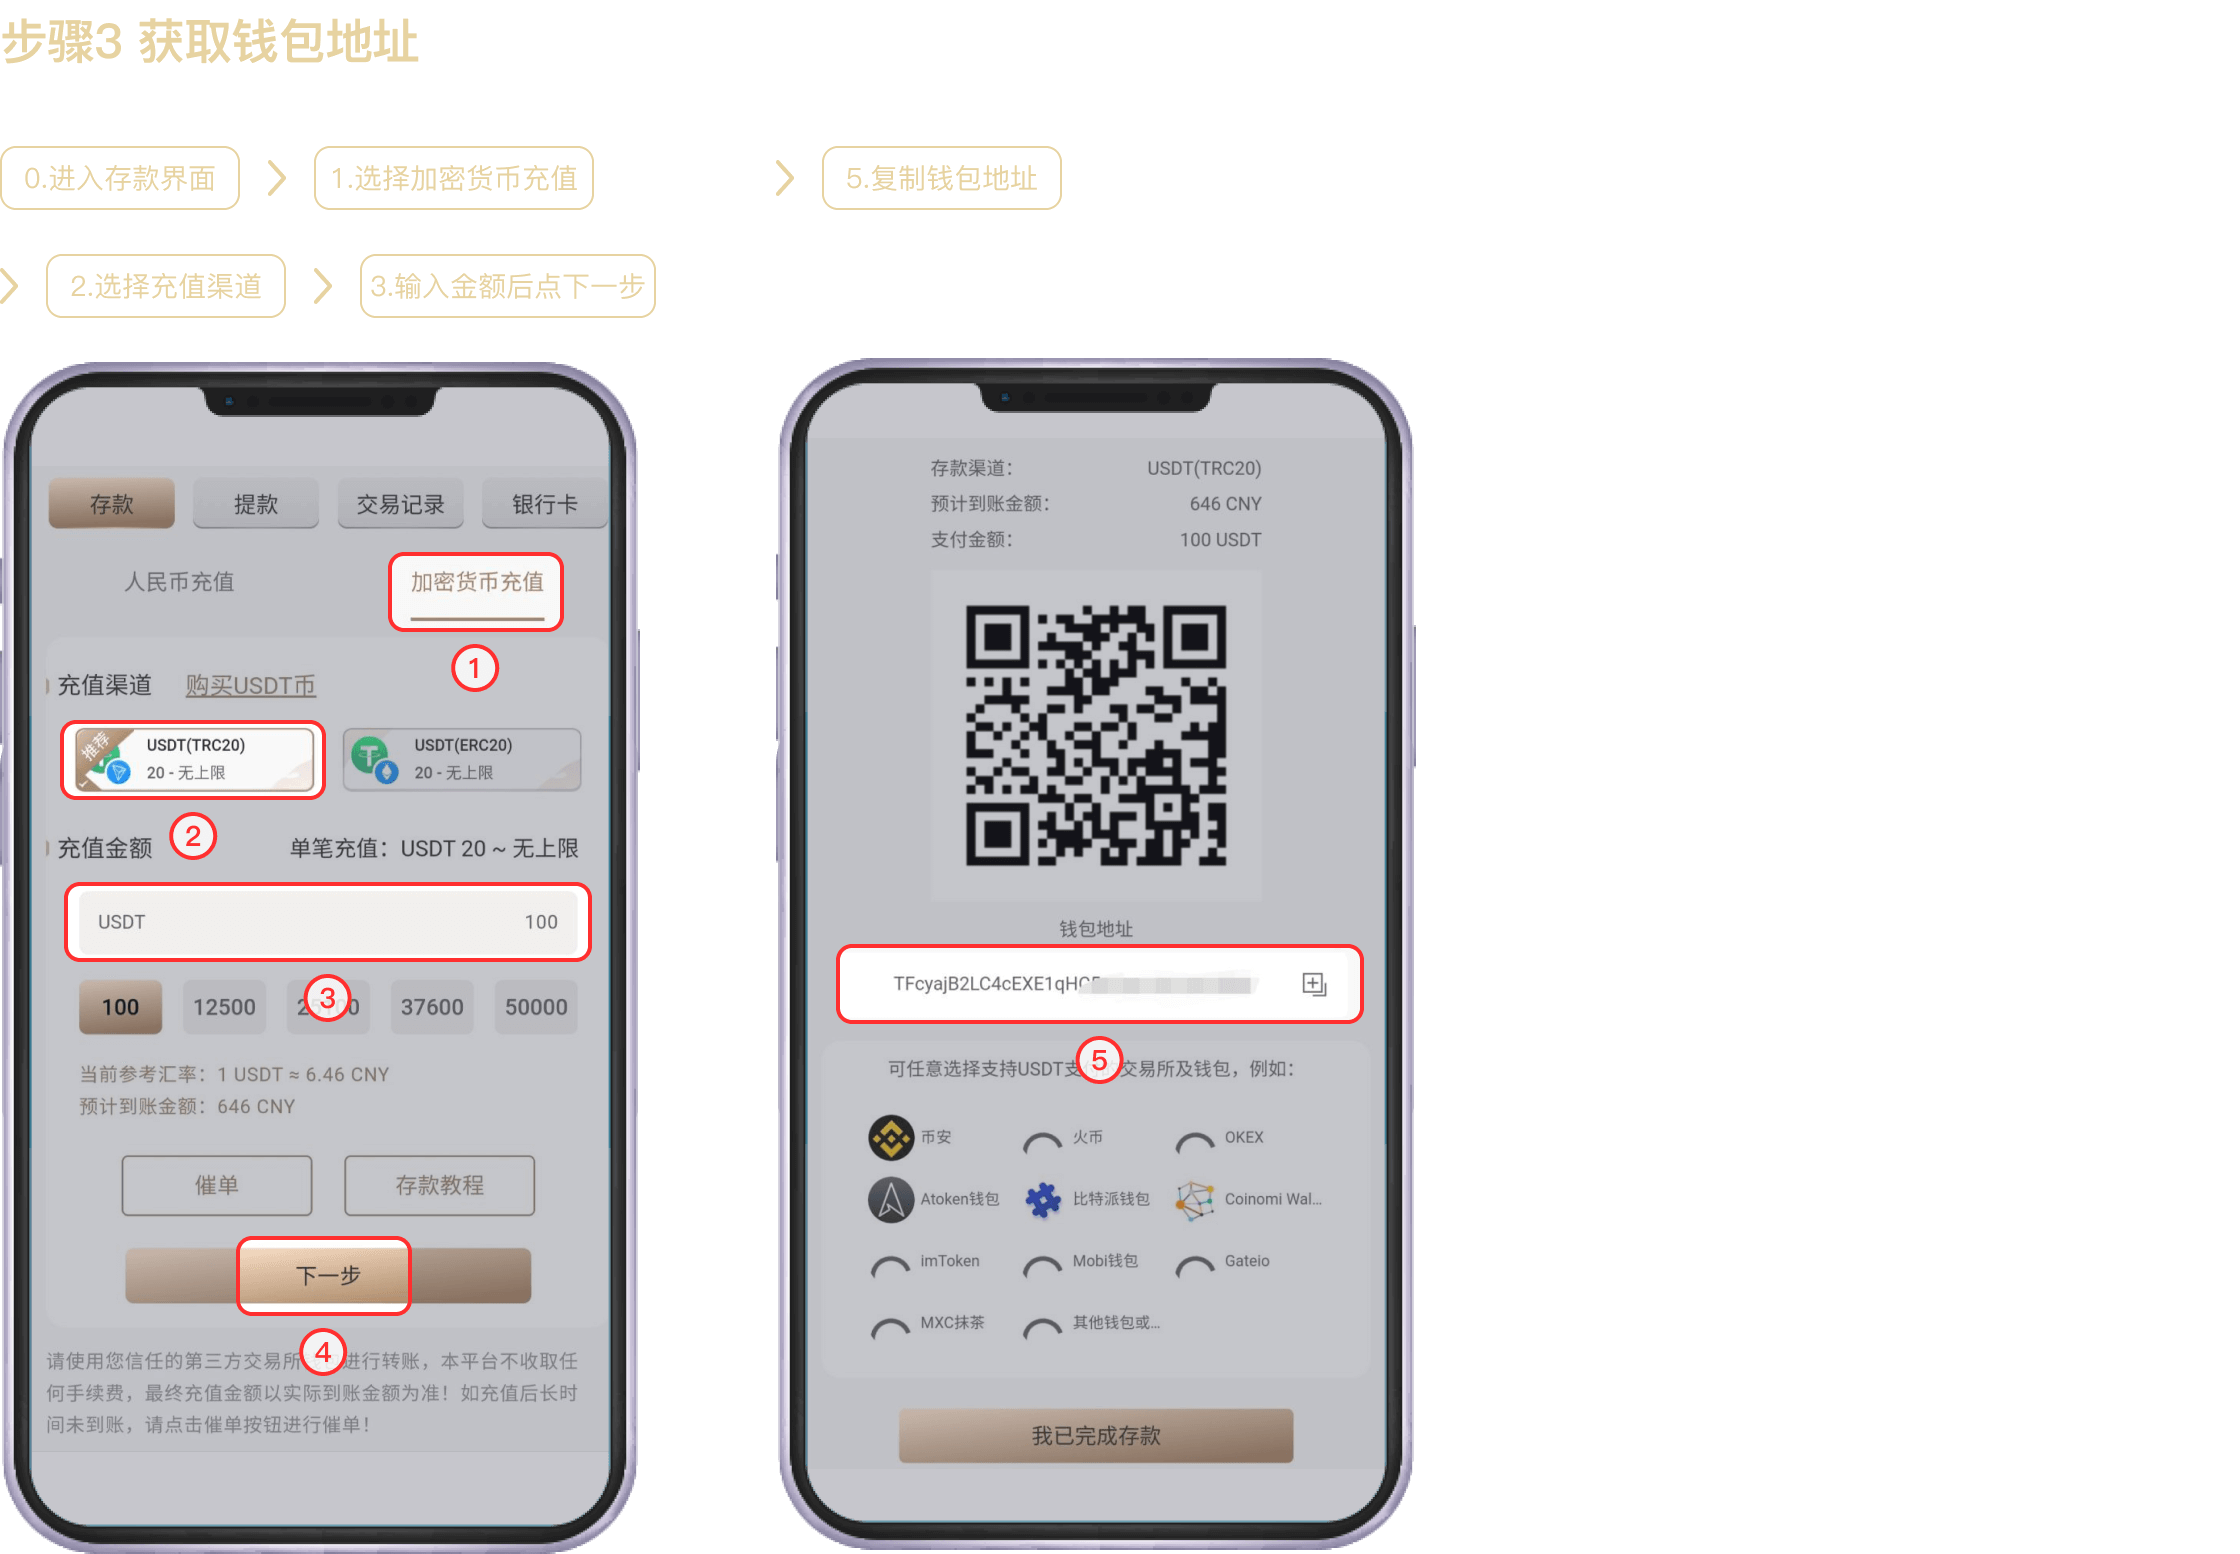 步骤3 获取钱包地址
0.进入存款界面
1.选择加密货币充值
5.复制钱包地址
2.选择充值渠道
3.输入金额后点下一步
存款
提款
交易记录
银行卡
人民币充值
加密货币充值
1
充值渠道
购买USDT币
推荐
USDT(TRC20)
20 - 无上限
USDT(ERC20)
20 - 无上限
2
充值金额
单笔充值：USDT 20 ~ 无上限
USDT
100
3
100
12500
37600
50000
当前参考汇率：1 USDT ≈ 6.46 CNY
预计到账金额：646 CNY
催单
存款教程
下一步
4
请使用您信任的第三方交易所 进行转账，本平台不收取任
何手续费，最终充值金额以实际到账金额为准！如充值后长时
间未到账，请点击催单按钮进行催单！
存款渠道：
USDT(TRC20)
预计到账金额：
646 CNY
支付金额：
100 USDT
钱包地址
TFcyajB2LC4cEXE1qH
5
可任意选择支持USDT支 交易所及钱包，例如：
币安
火币
OKEX
Atoken钱包
比特派钱包
Coinomi Wal...
imToken
Mobi钱包
Gateio
MXC抹茶
其他钱包或...
我已完成存款